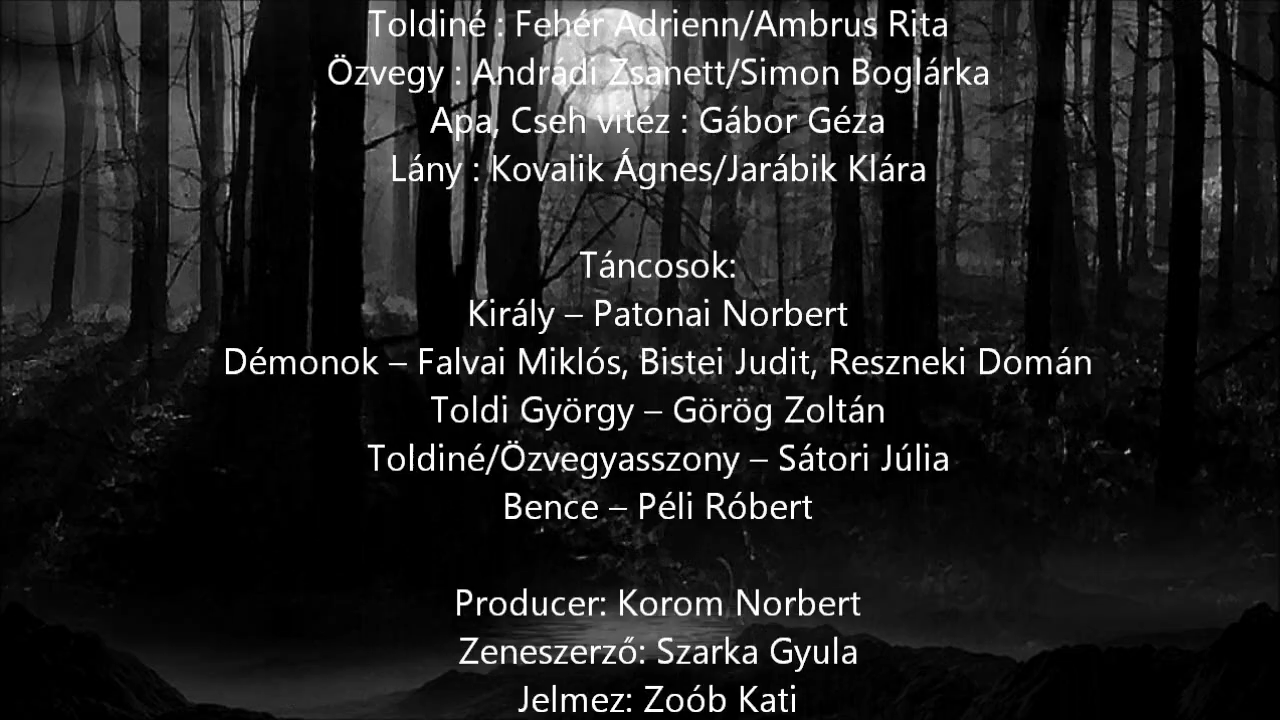 Toldiné : Fehér Adrienn/Ambrus Rita
Özvegy : Andrádi Zsanett/Simon Boglárka
Apa, Cseh vitéz : Gábor Géza
Lány : Kovalik Ágnes/Jarábik Klára
Táncosok:
Király – Patonai Norbert
Démonok – Falvai Miklós, Bistei Judit, Reszneki Domán
Toldi György – Görög Zoltán
Toldiné/Özvegyasszony – Sátori Júlia
Bence – Péli Róbert
Producer: Korom Norbert
Zeneszerző: Szarka Gyula
Jelmez: Zoób Kati